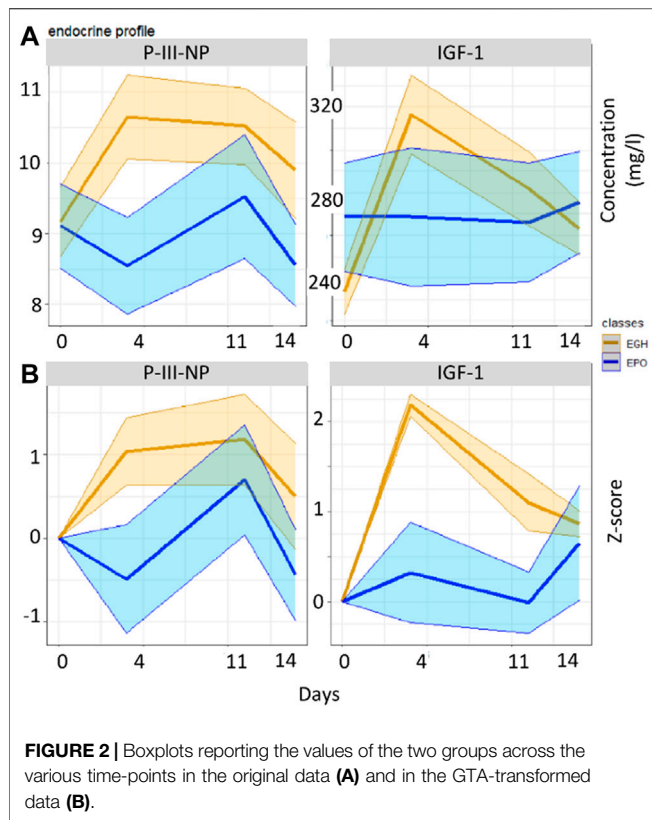 A endocrine profile
P-III-NP IGF-1
11
10
9
8
320
280
240
Concentration
(mg/l)
0 4 11 14 0 4 11 14
classes
EGH
EPO
B P-III-NP IGF-1
1
0
-1
2
1
0
Z-score
0 4 11 14 0 4 11 14
Days
FIGURE 2 | Boxplots reporting the values of the two groups across the
various time-points in the original data (A) and in the GTA-transformed
data (B).